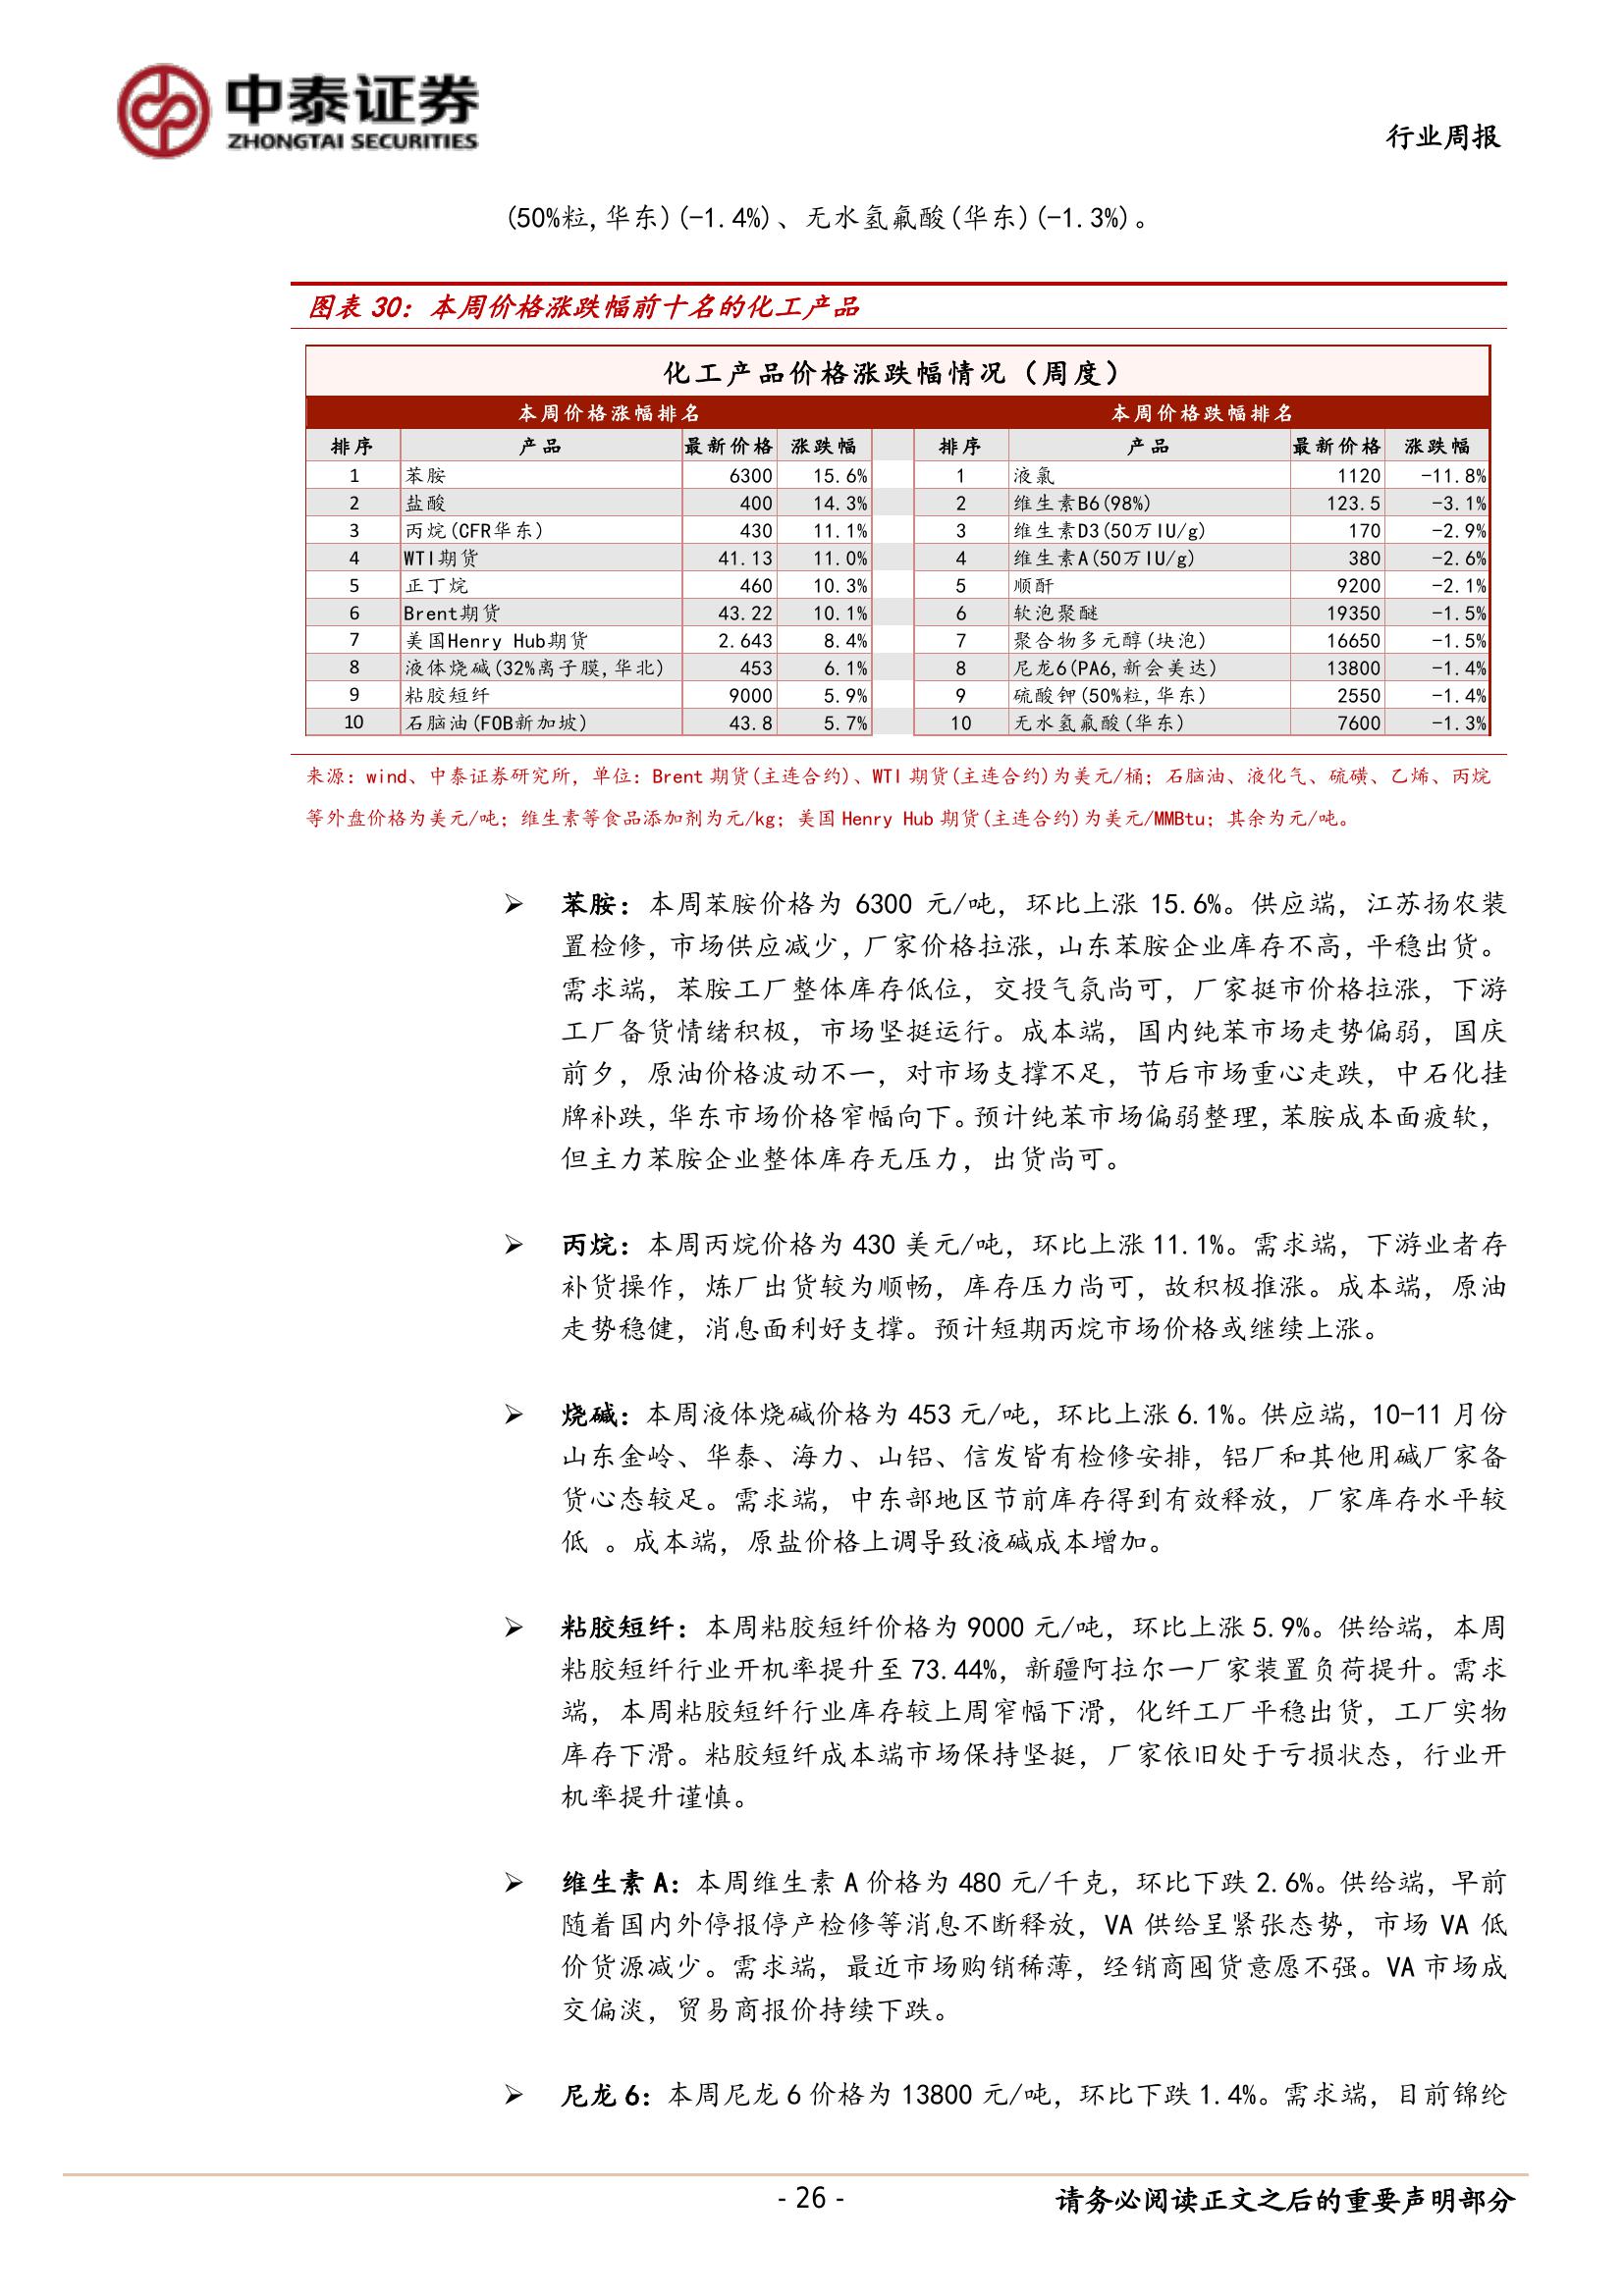 中泰证券
ZHONGTAI SECURITIES
行业周报
(50%粒,华东)(-1.4%)、无水氢氟酸(华东)(-1.3%)。
图表 30：本周价格涨跌幅前十名的化工产品
化工产品价格涨跌幅情况（周度）
本周价格涨幅排名 本周价格跌幅排名
排序 产品 最新价格 涨跌幅 排序 产品 最新价格 涨跌幅
1 苯胺 6300 15.6% 1 液氯 1120 -11.8%
2 盐酸 400 14.3% 2 维生素B6(98%) 123.5 -3.1%
3 丙烷(CFR华东) 430 11.1% 3 维生素D3(50万IU/g) 170 -2.9%
4 WTI期货 41.13 11.0% 4 维生素A(50万IU/g) 380 -2.6%
5 正丁烷 460 10.3% 5 顺酐 9200 -2.1%
6 Brent期货 43.22 10.1% 6 软泡聚醚 19350 -1.5%
7 美国Henry Hub期货 2.643 8.4% 7 聚合物多元醇(块泡) 16650 -1.5%
8 液体烧碱(32%离子膜,华北) 453 6.1% 8 尼龙6(PA6,新会美达) 13800 -1.4%
9 粘胶短纤 9000 5.9% 9 硫酸钾(50%粒,华东) 2550 -1.4%
10 石脑油(FOB新加坡) 43.8 5.7% 10 无水氢氟酸(华东) 7600 -1.3%
来源：wind、中泰证券研究所，单位：Brent 期货(主连合约)、WTI 期货(主连合约)为美元/桶；石脑油、液化气、硫磺、乙烯、丙烷
等外盘价格为美元/吨；维生素等食品添加剂为元/kg；美国 Henry Hub 期货(主连合约)为美元/MMBtu；其余为元/吨。
➢ 苯胺：本周苯胺价格为 6300 元/吨，环比上涨 15.6%。供应端，江苏扬农装
置检修，市场供应减少，厂家价格拉涨，山东苯胺企业库存不高，平稳出货。
需求端，苯胺工厂整体库存低位，交投气氛尚可，厂家挺市价格拉涨，下游
工厂备货情绪积极，市场坚挺运行。成本端，国内纯苯市场走势偏弱，国庆
前夕，原油价格波动不一，对市场支撑不足，节后市场重心走跌，中石化挂
牌补跌，华东市场价格窄幅向下。预计纯苯市场偏弱整理，苯胺成本面疲软，
但主力苯胺企业整体库存无压力，出货尚可。
➢ 丙烷：本周丙烷价格为 430 美元/吨，环比上涨 11.1%。需求端，下游业者存
补货操作，炼厂出货较为顺畅，库存压力尚可，故积极推涨。成本端，原油
走势稳健，消息面利好支撑。预计短期丙烷市场价格或继续上涨。
➢ 烧碱：本周液体烧碱价格为 453 元/吨，环比上涨 6.1%。供应端，10-11 月份
山东金岭、华泰、海力、山铝、信发皆有检修安排，铝厂和其他用碱厂家备
货心态较足。需求端，中东部地区节前库存得到有效释放，厂家库存水平较
低 。成本端，原盐价格上调导致液碱成本增加。
➢ 粘胶短纤：本周粘胶短纤价格为 9000 元/吨，环比上涨 5.9%。供给端，本周
粘胶短纤行业开机率提升至 73.44%，新疆阿拉尔一厂家装置负荷提升。需求
端，本周粘胶短纤行业库存较上周窄幅下滑，化纤工厂平稳出货，工厂实物
库存下滑。粘胶短纤成本端市场保持坚挺，厂家依旧处于亏损状态，行业开
机率提升谨慎。
➢ 维生素 A：本周维生素 A 价格为 480 元/千克，环比下跌 2.6%。供给端，早前
随着国内外停报停产检修等消息不断释放，VA 供给呈紧张态势，市场 VA 低
价货源减少。需求端，最近市场购销稀薄，经销商囤货意愿不强。VA 市场成
交偏淡，贸易商报价持续下跌。
➢ 尼龙 6：本周尼龙 6 价格为 13800 元/吨，环比下跌 1.4%。需求端，目前锦纶
- 26 -
请务必阅读正文之后的重要声明部分